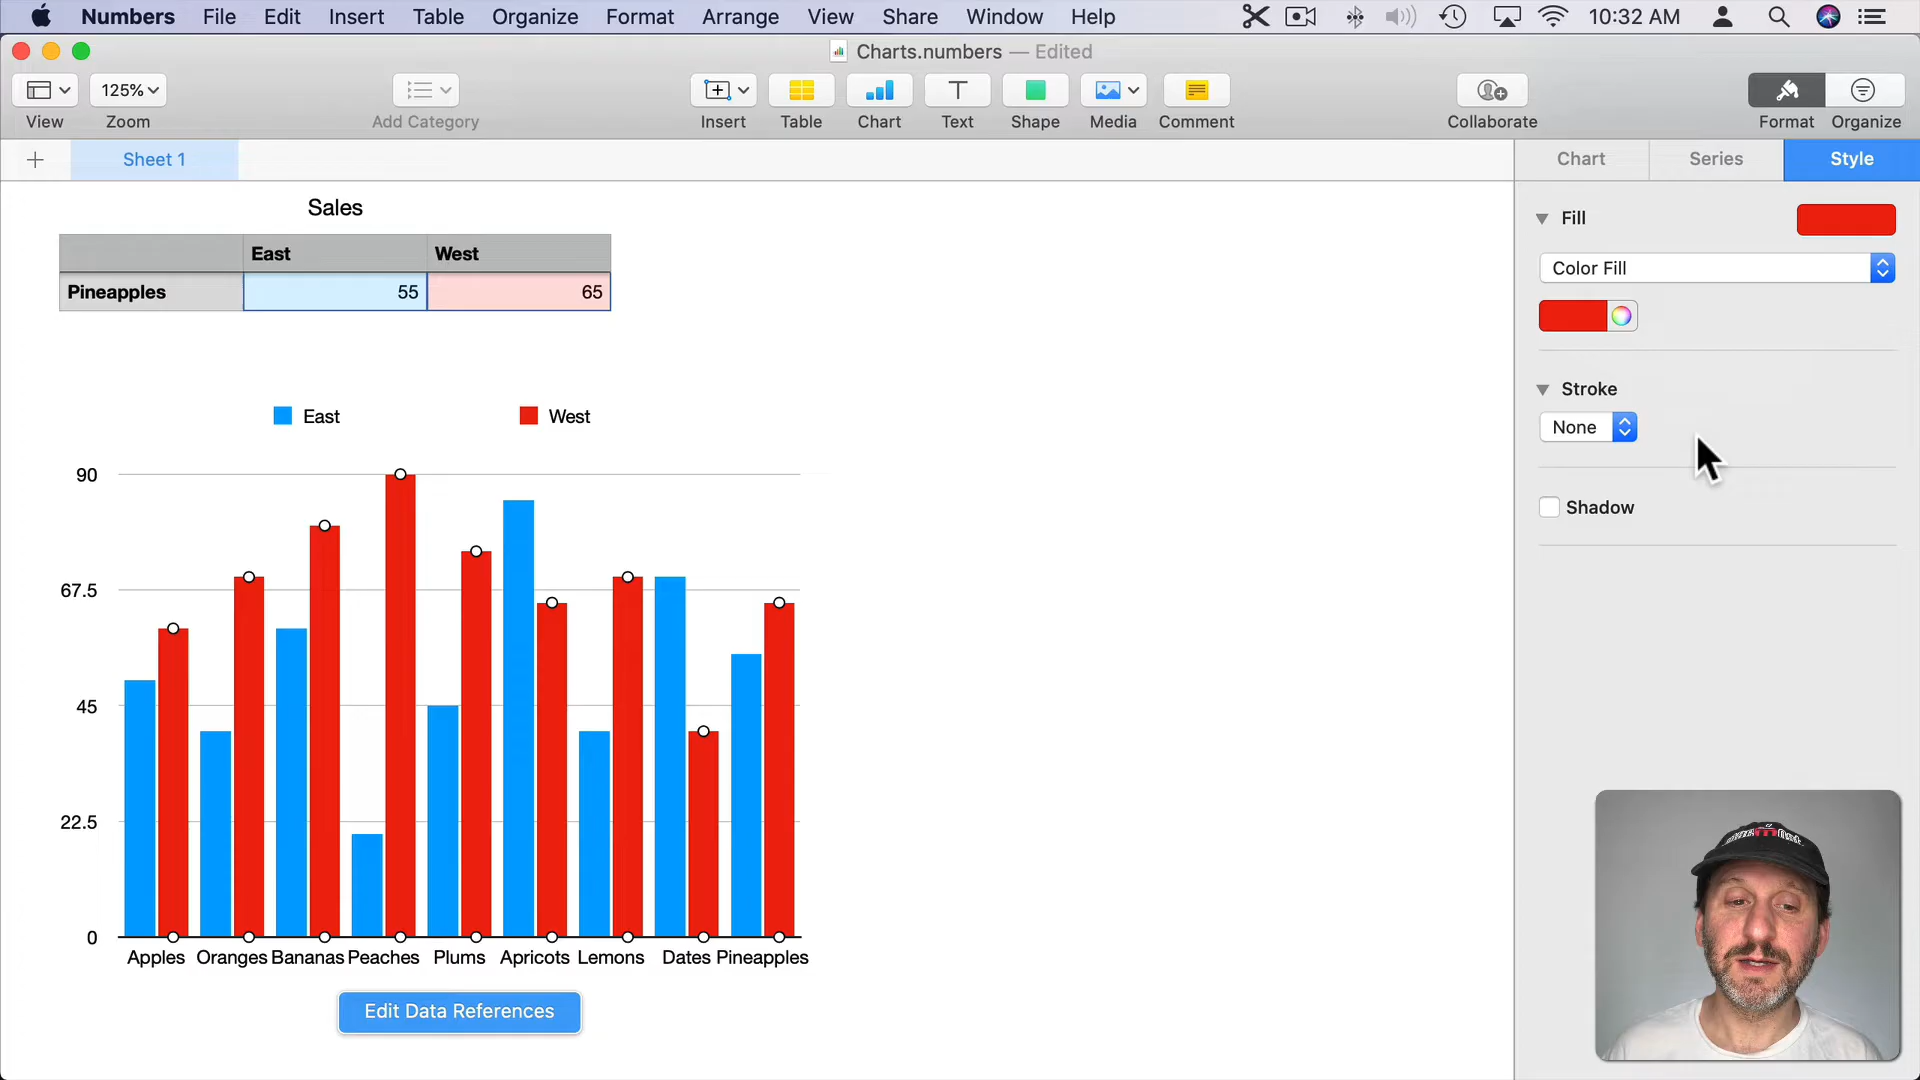 Numbers File Edit Insert Table Organize Format Arrange View Share Window Help 10:32 AM
Charts.numbers — Edited
125%
View Zoom Add Category Insert Table Chart Text Shape Media Comment Collaborate Format Organize
Sheet 1
Chart Series Style
Sales
East West
Pineapples 55 65
Fill
Color Fill
Stroke
None
Shadow
East West
90
67.5
45
22.5
0
Apples Oranges Bananas Peaches Plums Apricots Lemons Dates Pineapples
Edit Data References